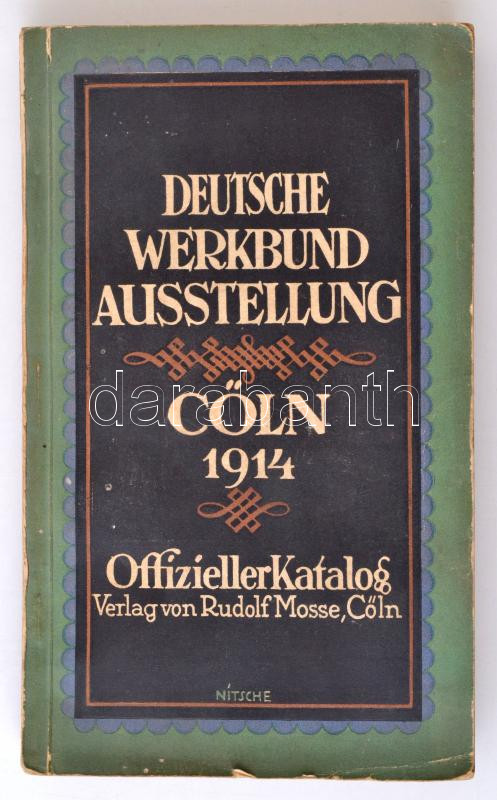 DEUTSCHE
WERKBUND
AUSSTELLUNG
darabanth
CÖLN
1914
Offizieller Katalog
Verlag von Rudolf Mosse, Cöln
NITSCHE